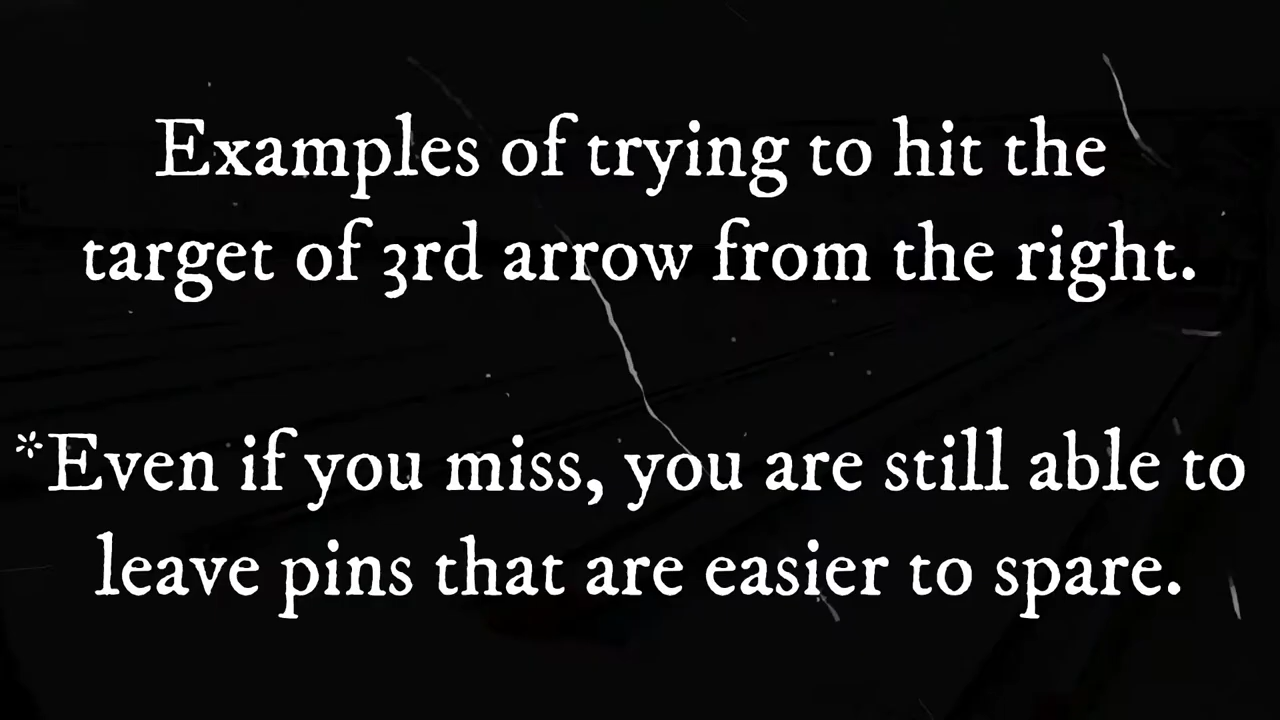 Examples of trying to hit the
target of 3rd arrow from the right.
*Even if you miss, you are still able to
leave pins that are easier to spare.